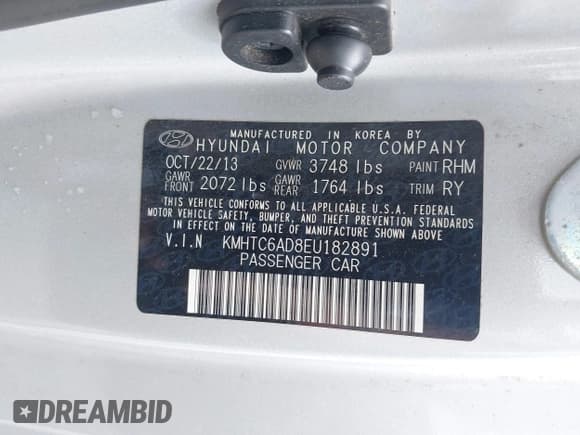 MANUFACTURED IN KOREA BY
HYUNDAI MOTOR COMPANY
OCT/22/13 GVWR 3748 lbs PAINT RHM
GAWR FRONT 2072 lbs GAWR REAR 1764 lbs TRIM RY
THIS VEHICLE CONFORMS TO ALL APPLICABLE U.S.A. FEDERAL
MOTOR VEHICLE SAFETY, BUMPER, AND THEFT PREVENTION STANDARDS
IN EFFECT ON THE DATE OF MANUFACTURE SHOWN ABOVE.
V.I.N KMHTC6AD8EU182891
PASSENGER CAR
DREAMBID